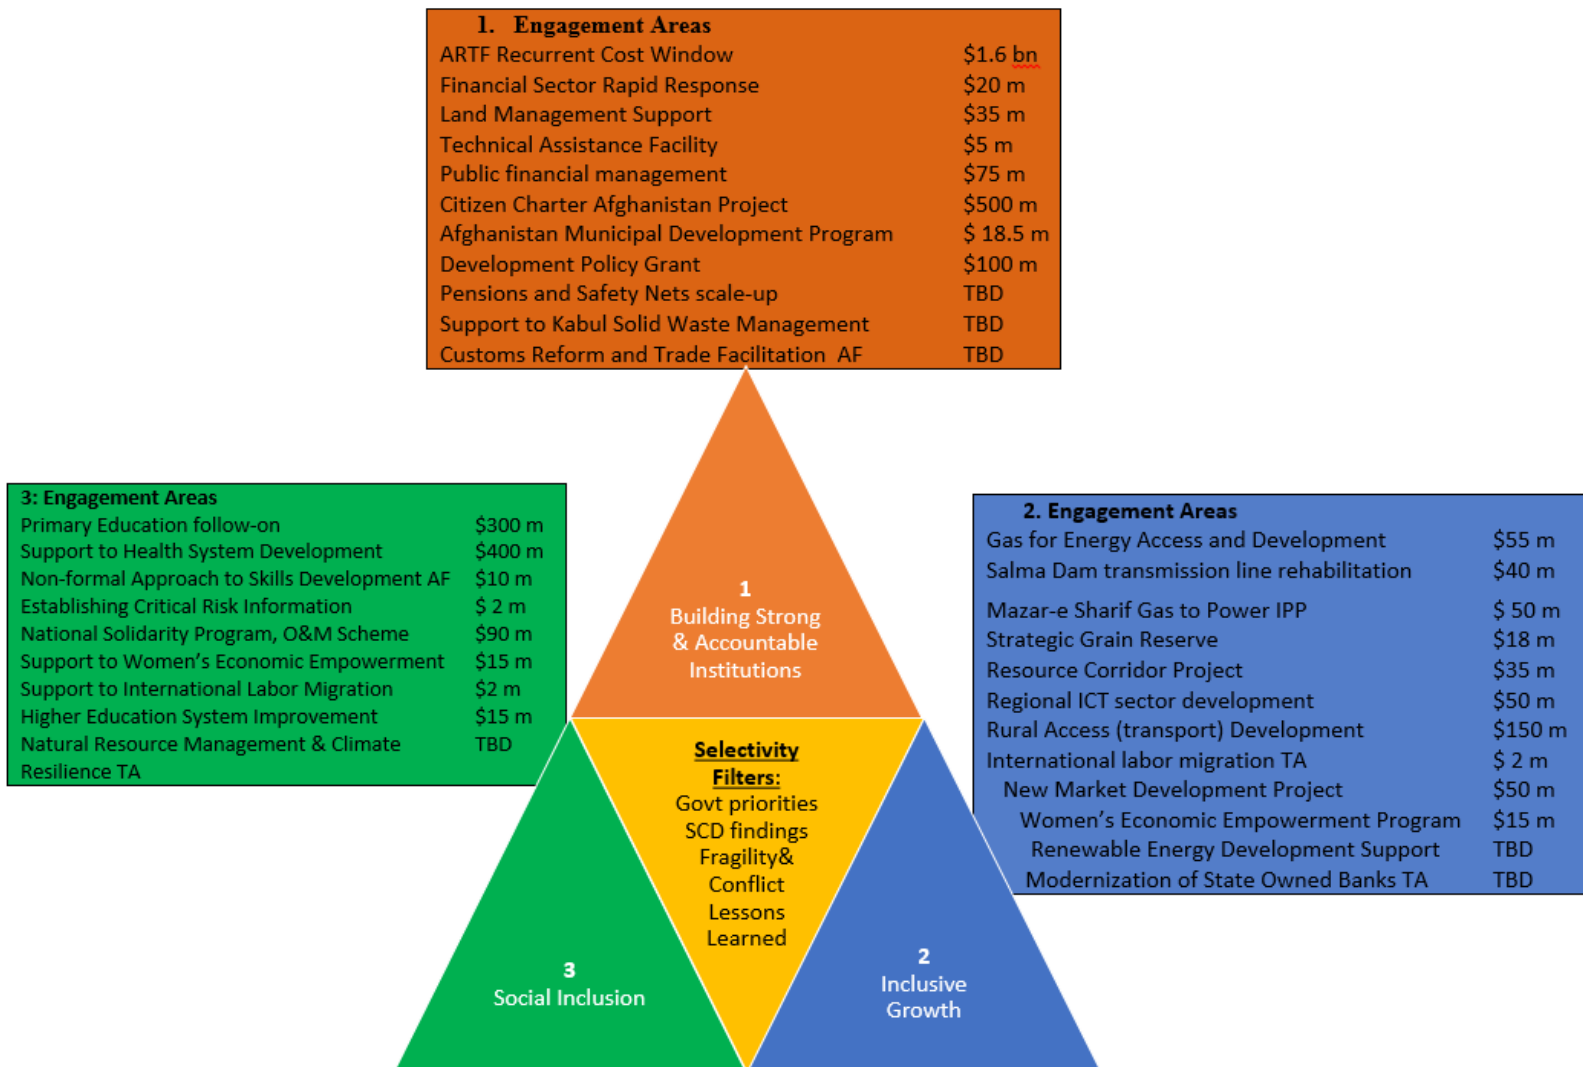 1. Engagement Areas
ARTF Recurrent Cost Window $1.6 bn
Financial Sector Rapid Response $20 m
Land Management Support $35 m
Technical Assistance Facility $5 m
Public financial management $75 m
Citizen Charter Afghanistan Project $500 m
Afghanistan Municipal Development Program $ 18.5 m
Development Policy Grant $100 m
Pensions and Safety Nets scale-up TBD
Support to Kabul Solid Waste Management TBD
Customs Reform and Trade Facilitation AF TBD
3: Engagement Areas
Primary Education follow-on $300 m
Support to Health System Development $400 m
Non-formal Approach to Skills Development AF $10 m
Establishing Critical Risk Information $ 2 m
National Solidarity Program, O&M Scheme $90 m
Support to Women's Economic Empowerment $15 m
Support to International Labor Migration $2 m
Higher Education System Improvement $15 m
Natural Resource Management & Climate TBD
Resilience TA
2. Engagement Areas
Gas for Energy Access and Development $55 m
Salma Dam transmission line rehabilitation $40 m
Mazar-e Sharif Gas to Power IPP $ 50 m
Strategic Grain Reserve $18 m
Resource Corridor Project $35 m
Regional ICT sector development $50 m
Rural Access (transport) Development $150 m
International labor migration TA $ 2 m
New Market Development Project $50 m
Women's Economic Empowerment Program $15 m
Renewable Energy Development Support TBD
Modernization of State Owned Banks TA TBD
1
Building Strong
& Accountable
Institutions
Selectivity
Filters:
Govt priorities
SCD findings
Fragility&
Conflict
Lessons
Learned
3
Social Inclusion
2
Inclusive
Growth